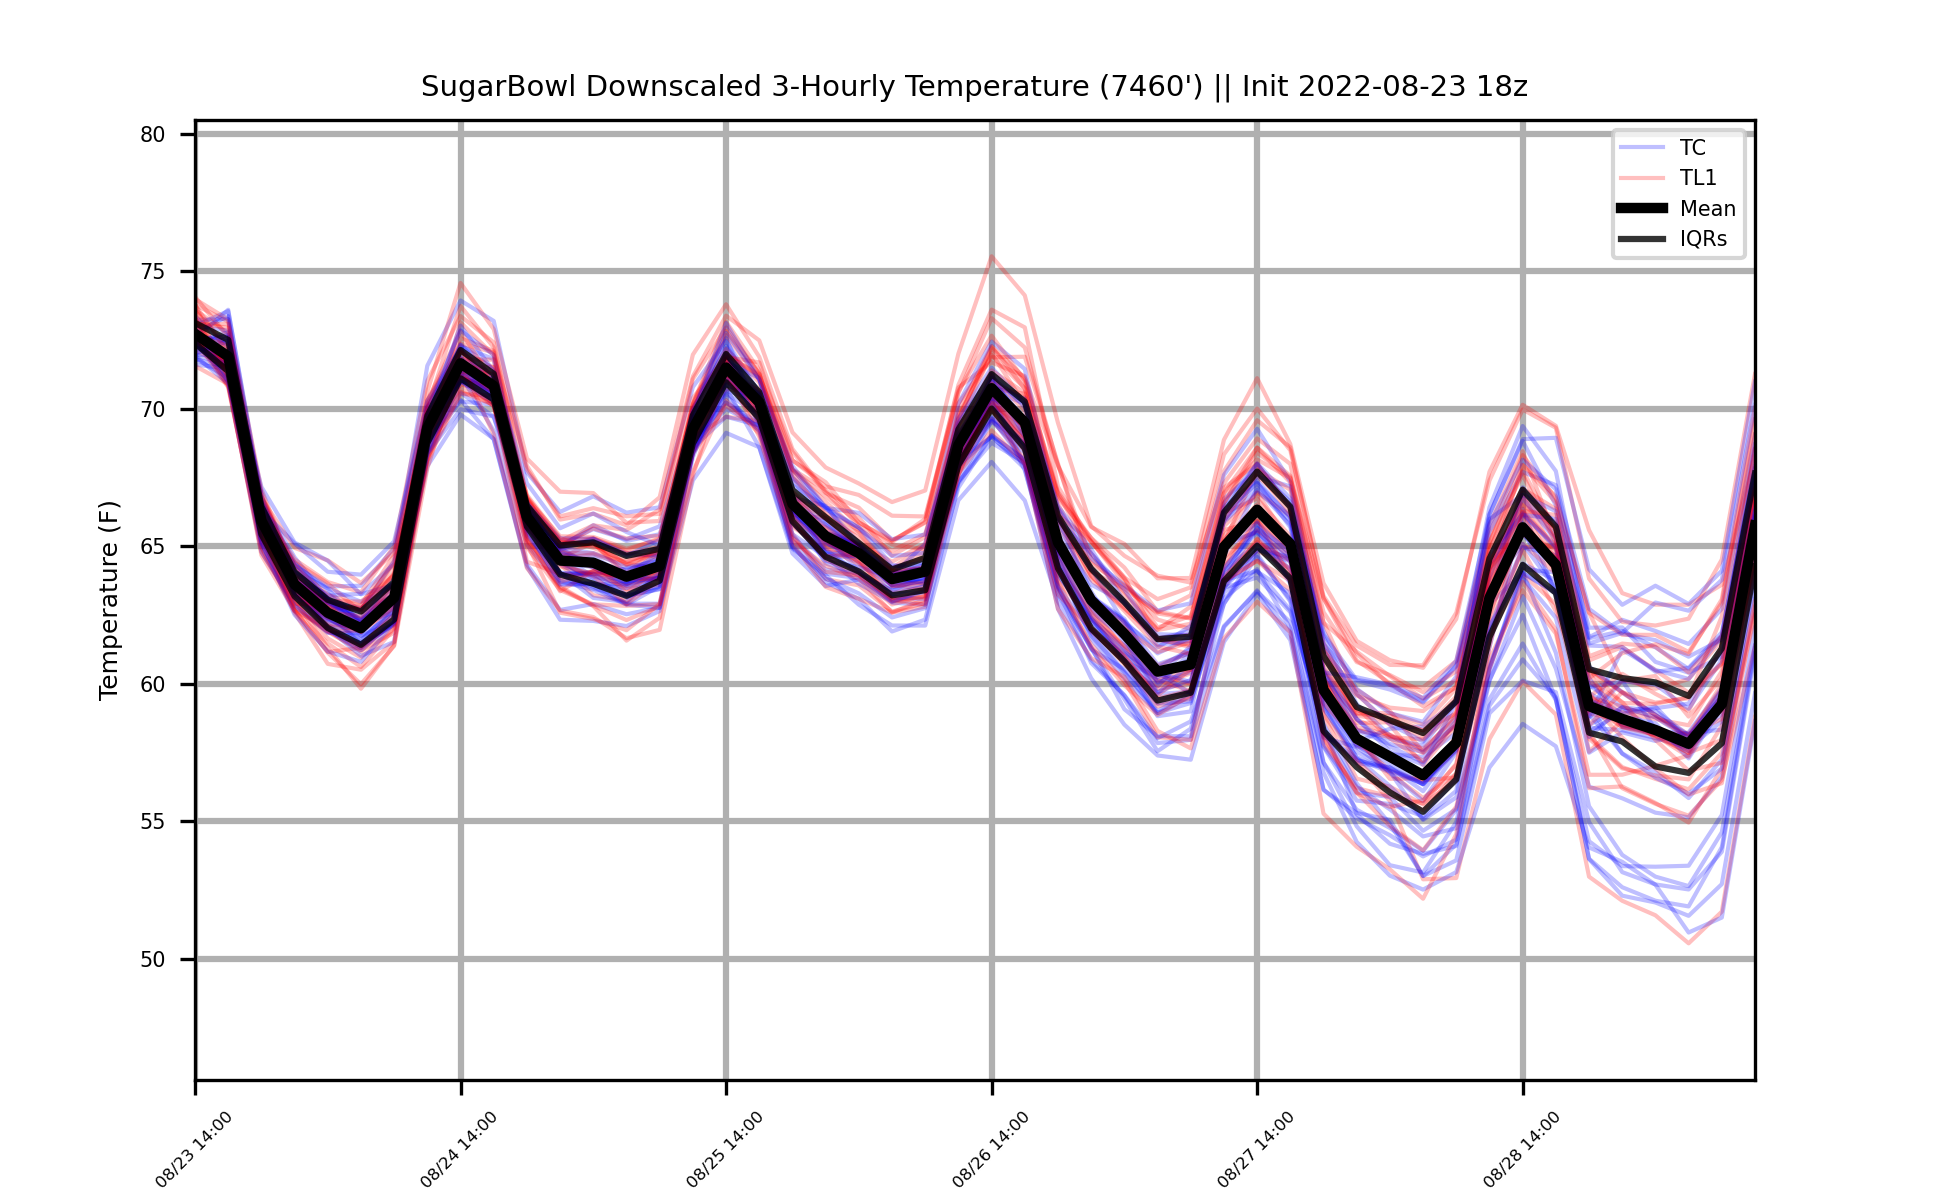 SugarBowl Downscaled 3-Hourly Temperature (7460') || Init 2022-08-23 18z
TC
TL1
Mean
IQRs
Temperature (F)
80
75
70
65
60
55
50
08/23 14:00
08/24 14:00
08/25 14:00
08/26 14:00
08/27 14:00
08/28 14:00